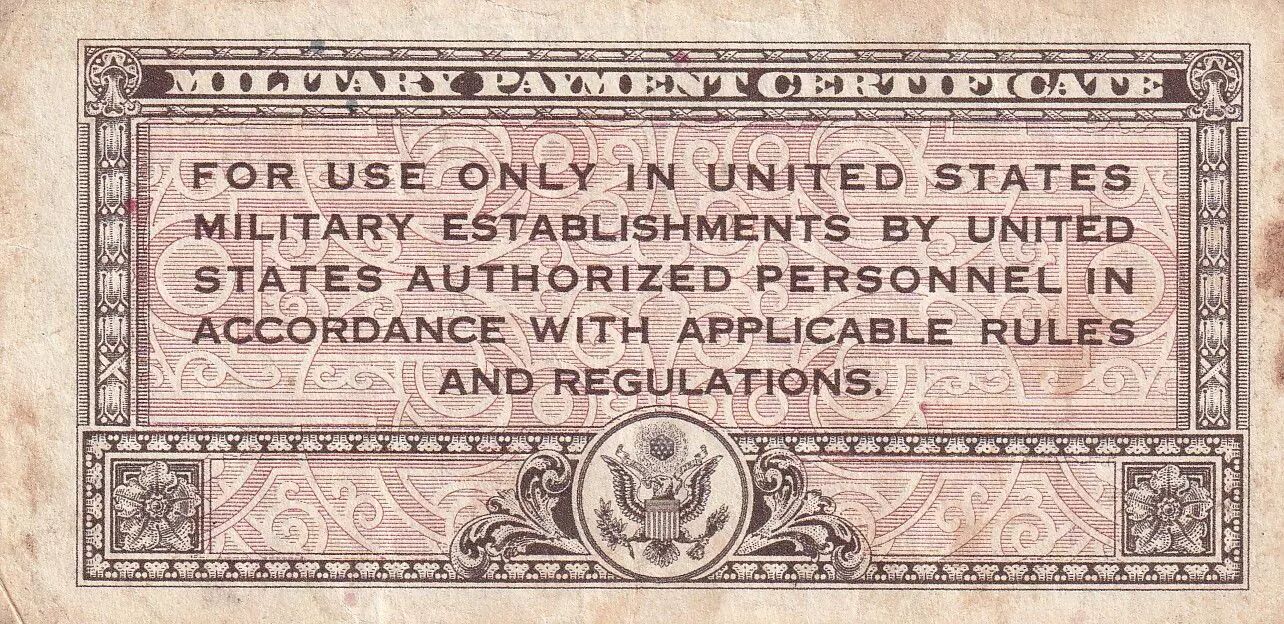 MILITARY PAYMENT CERTIFICATE
FOR USE ONLY IN UNITED STATES
MILITARY ESTABLISHMENTS BY UNITED
STATES AUTHORIZED PERSONNEL IN
ACCORDANCE WITH APPLICABLE RULES
AND REGULATIONS.